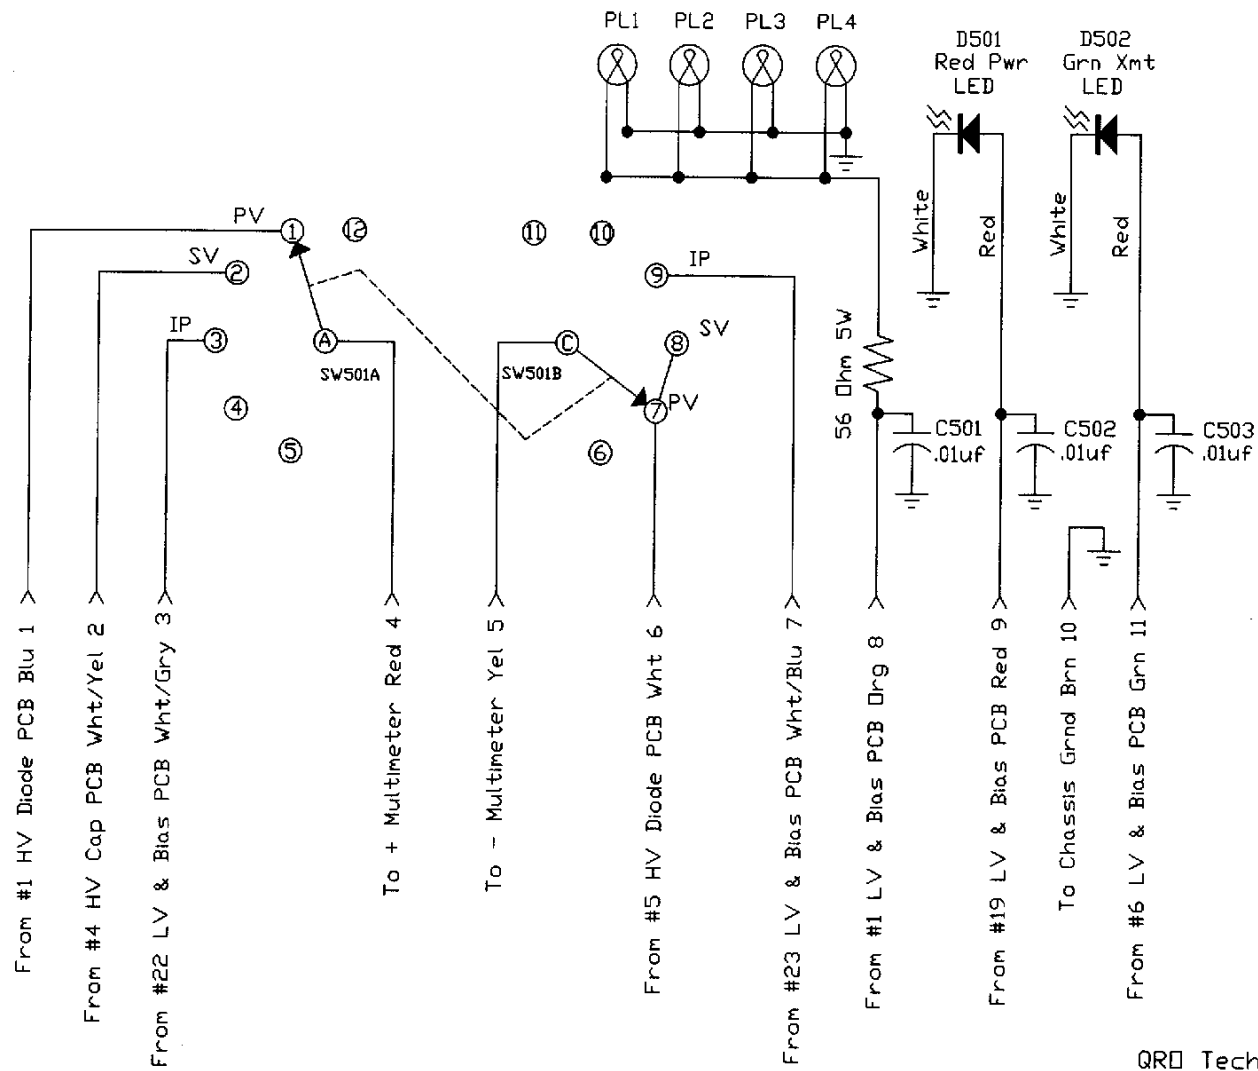 PL1 PL2 PL3 PL4
D501
Red Pwr
LED
D502
Grn Xmt
LED
White
Red
White
Red
PV
1
12
11
10
SV
2
9
IP
IP
3
A
SW501A
C
SW501B
8
SV
4
7
PV
5
6
56 Ohm 5W
C501
.01uf
C502
.01uf
C503
.01uf
From #1 HV Diode PCB Blu 1
From #4 HV Cap PCB Wht/Yel 2
From #22 LV & Bias PCB Wht/Gry 3
To + Multimeter Red 4
To - Multimeter Yel 5
From #5 HV Diode PCB Wht 6
From #23 LV & Bias PCB Wht/Blu 7
From #1 LV & Bias PCB Org 8
From #19 LV & Bias PCB Red 9
To Chassis Grnd Brn 10
From #6 LV & Bias PCB Grn 11
QRO Tech